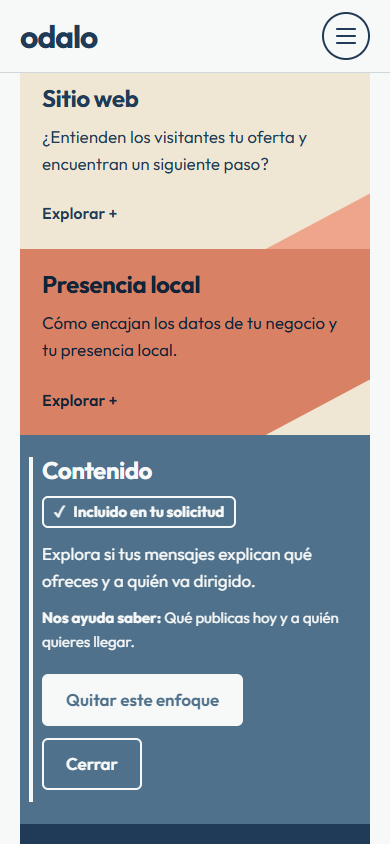 odalo
Sitio web
¿Entienden los visitantes tu oferta y
encuentran un siguiente paso?
Explorar +
Presencia local
Cómo encajan los datos de tu negocio y
tu presencia local.
Explorar +
Contenido
✓ Incluido en tu solicitud
Explora si tus mensajes explican qué
ofreces y a quién va dirigido.
Nos ayuda saber: Qué publicas hoy y a quién
quieres llegar.
Quitar este enfoque
Cerrar